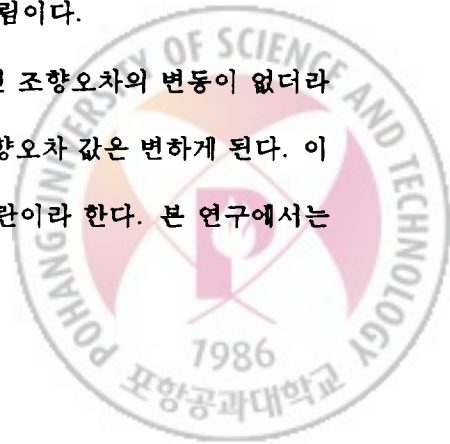 림이다.
조향오차의 변동이 없더라
향오차 값은 변하게 된다. 이
란이라 한다. 본 연구에서는
POHANG UNIVERSITY OF SCIENCE AND TECHNOLOGY
1986
포항공과대학교